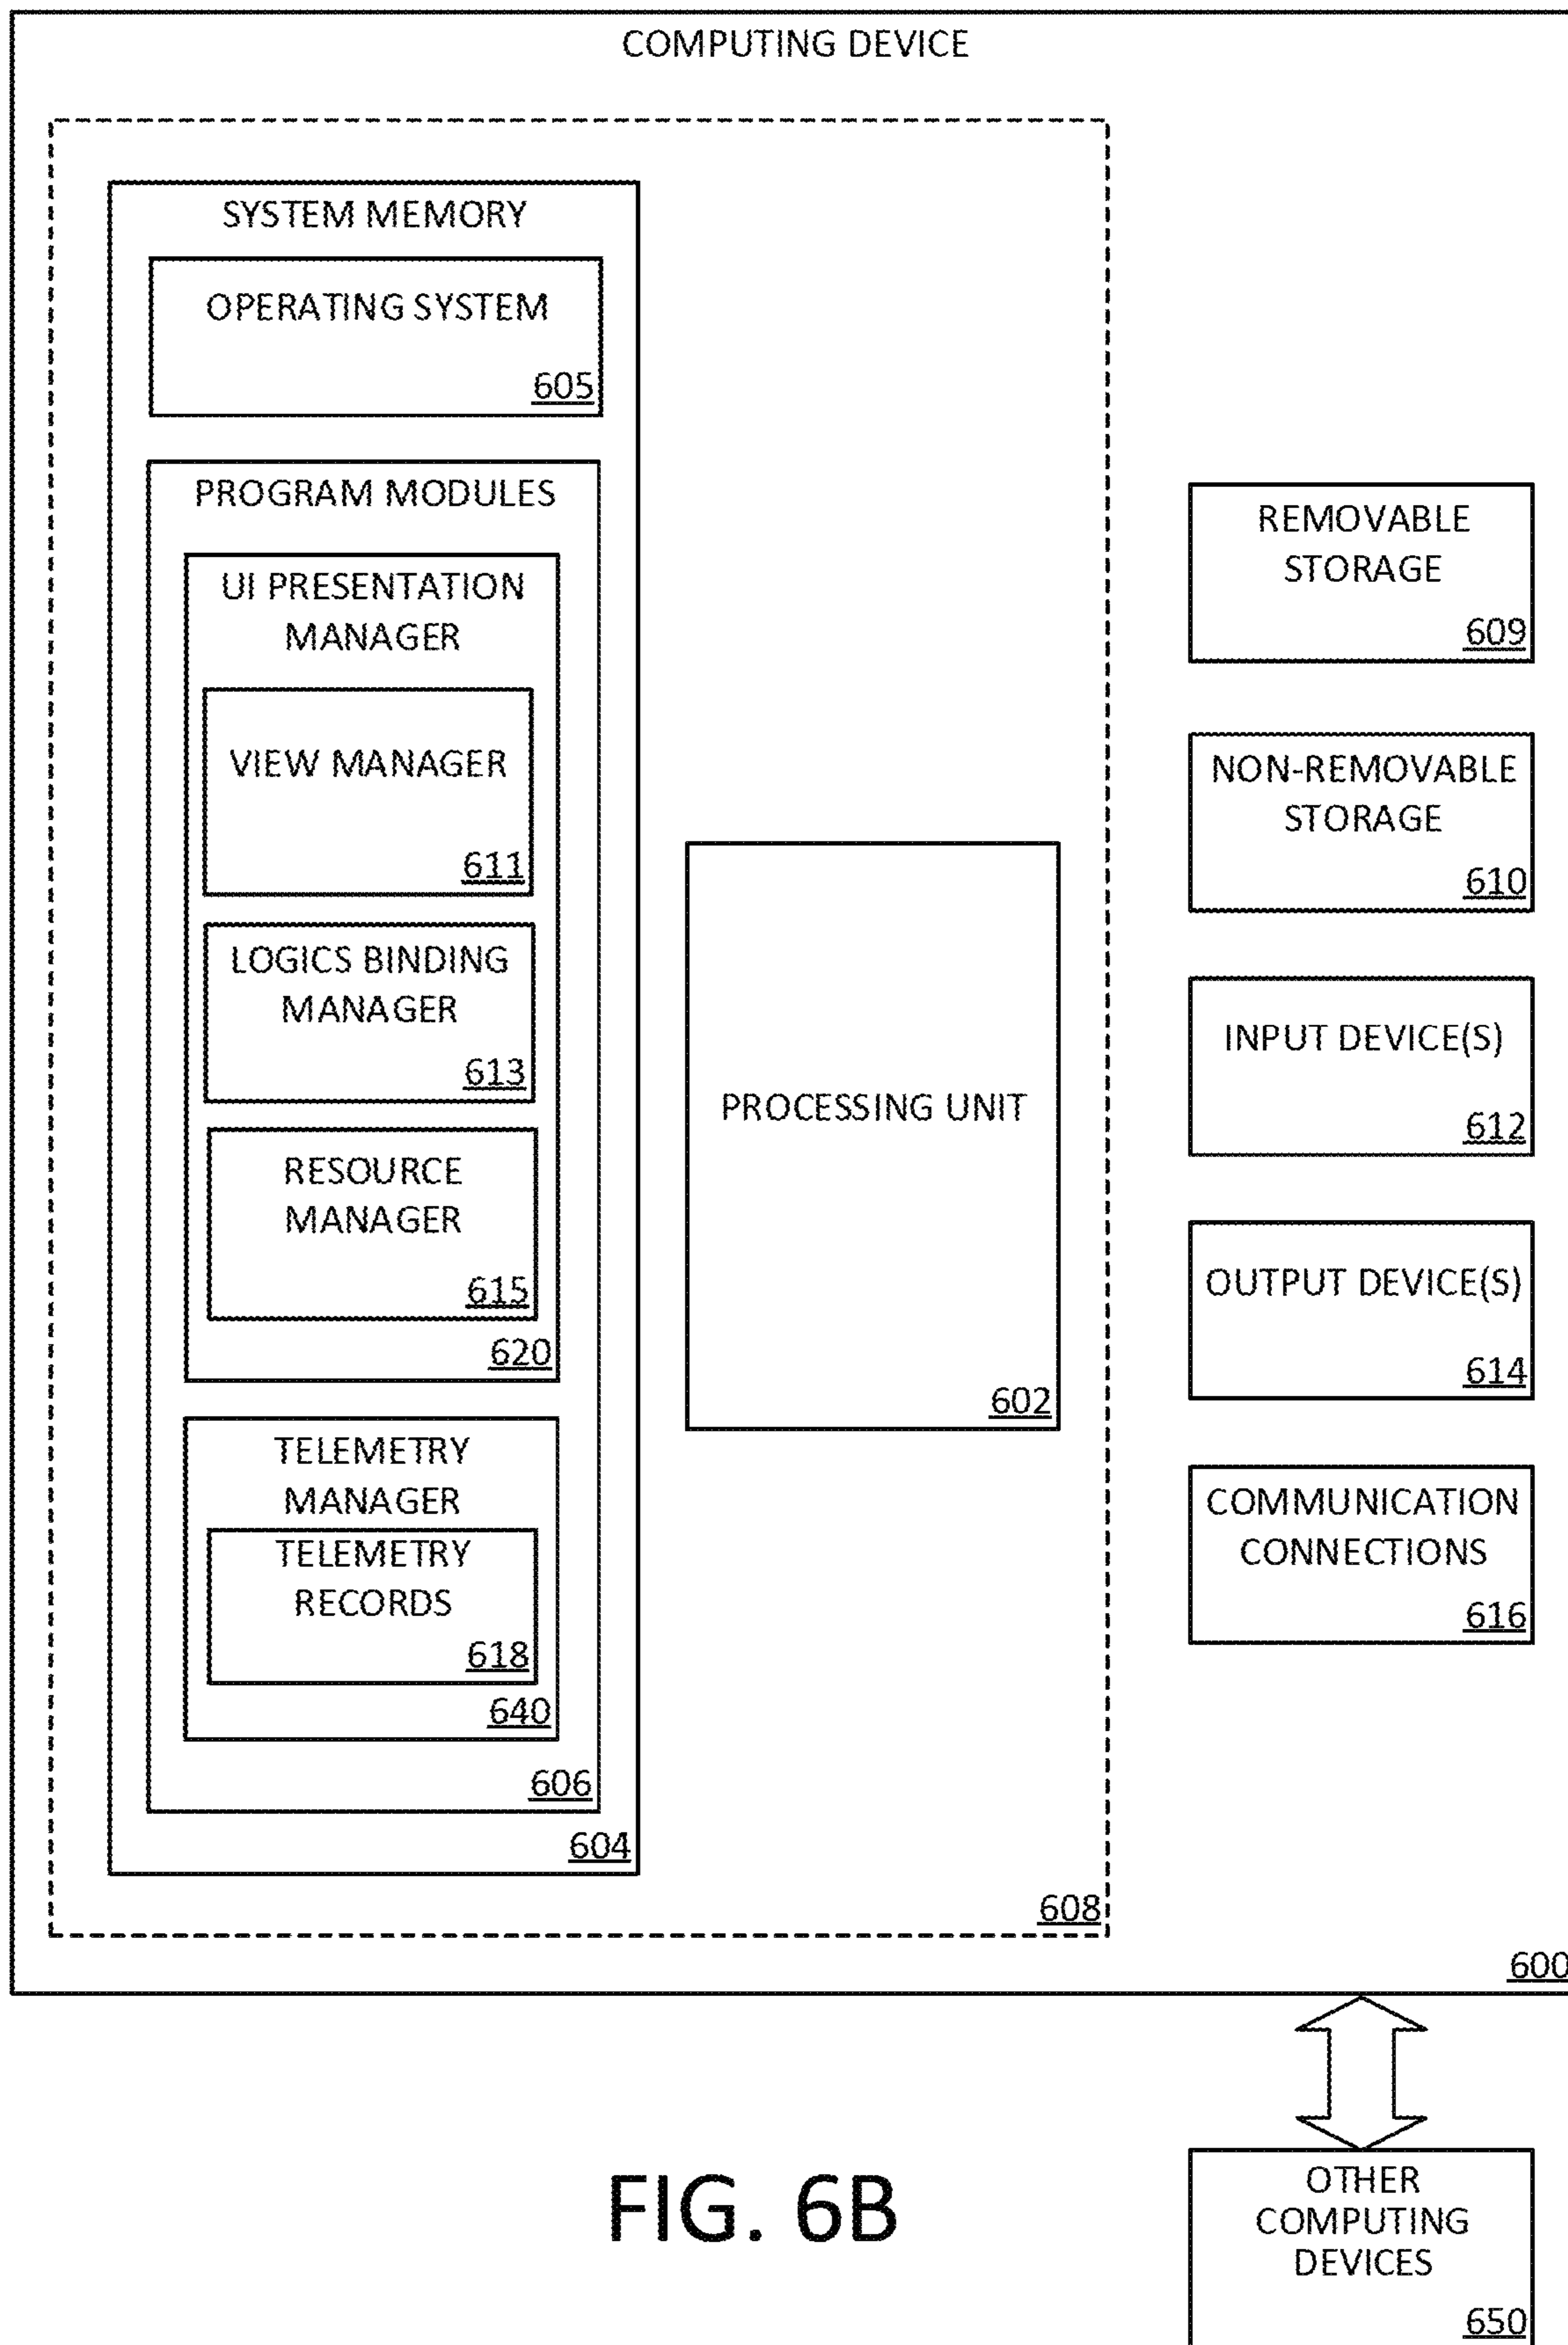 COMPUTING DEVICE
SYSTEM MEMORY
OPERATING SYSTEM
605
PROGRAM MODULES
UI PRESENTATION
MANAGER
VIEW MANAGER
611
LOGICS BINDING
MANAGER
613
RESOURCE
MANAGER
615
620
TELEMETRY
MANAGER
TELEMETRY
RECORDS
618
640
606
604
PROCESSING UNIT
602
608
REMOVABLE
STORAGE
609
NON-REMOVABLE
STORAGE
610
INPUT DEVICE(S)
612
OUTPUT DEVICE(S)
614
COMMUNICATION
CONNECTIONS
616
600
OTHER
COMPUTING
DEVICES
650
FIG. 6B